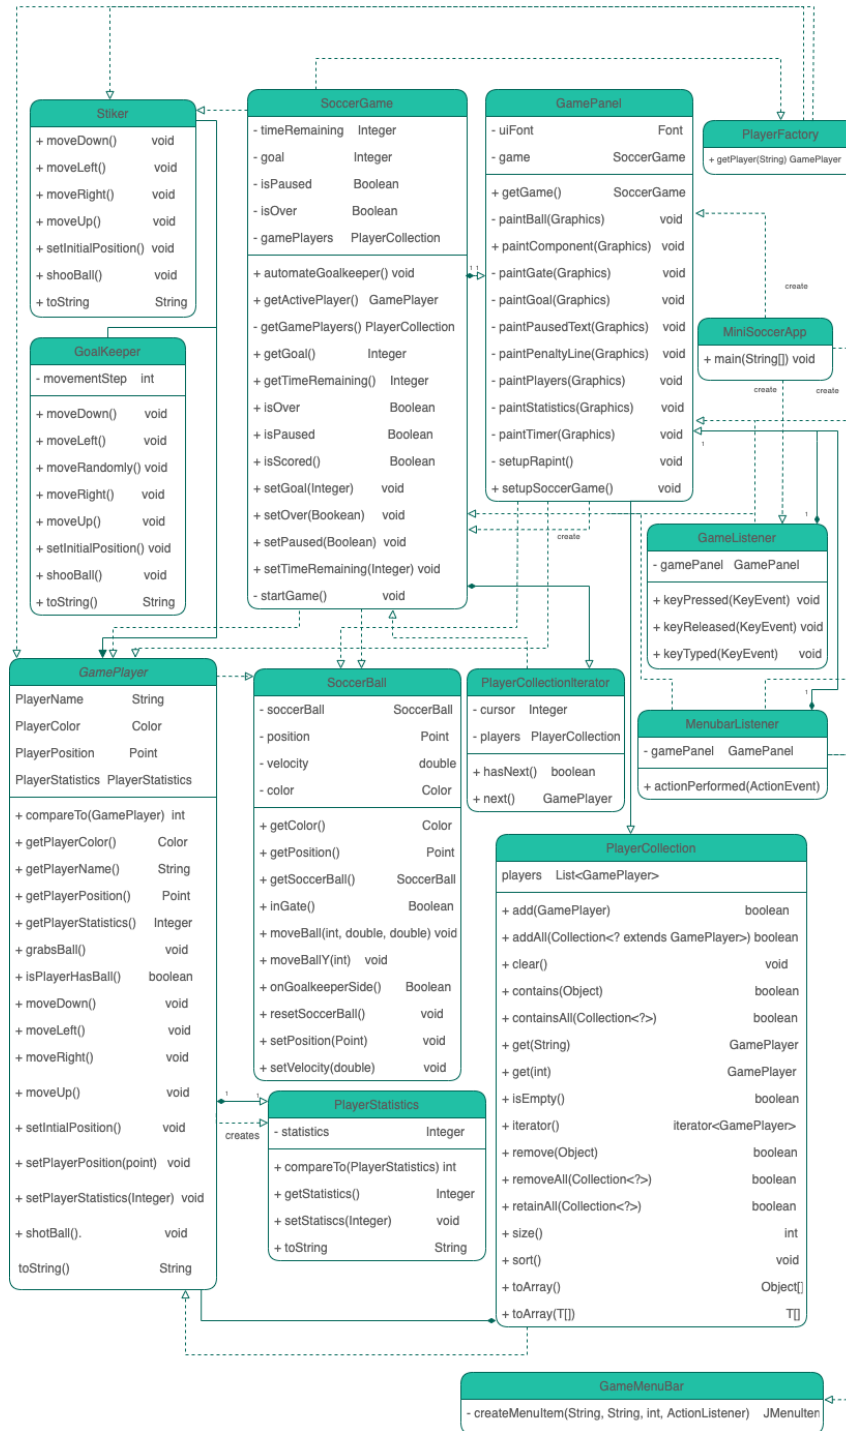 Stiker
+ moveDown() void
+ moveLeft() void
+ moveRight() void
+ moveUp() void
+ setInitialPosition() void
+ shooBall() void
+ toString String
SoccerGame
- timeRemaining Integer
- goal Integer
- isPaused Boolean
- isOver Boolean
- gamePlayers PlayerCollection
+ automateGoalkeeper() void
+ getActivePlayer() GamePlayer
- getGamePlayers() PlayerCollection
+ getGoal() Integer
+ getTimeRemaining() Integer
+ isOver Boolean
+ isPaused Boolean
+ isScored() Boolean
+ setGoal(Integer) void
+ setOver(Bookean) void
+ setPaused(Boolean) void
+ setTimeRemaining(Integer) void
- startGame() void
GamePanel
- uiFont Font
- game SoccerGame
+ getGame() SoccerGame
- paintBall(Graphics) void
+ paintComponent(Graphics) void
- paintGate(Graphics) void
- paintGoal(Graphics) void
- paintPausedText(Graphics) void
- paintPenaltyLine(Graphics) void
- paintPlayers(Graphics) void
- paintStatistics(Graphics) void
- paintTimer(Graphics) void
- setupRapint() void
+ setupSoccerGame() void
PlayerFactory
+ getPlayer(String) GamePlayer
1 1
create
MiniSoccerApp
+ main(String[]) void
create
create
1
1
create
GoalKeeper
- movementStep int
+ moveDown() void
+ moveLeft() void
+ moveRandomly() void
+ moveRight() void
+ moveUp() void
+ setInitialPosition() void
+ shooBall() void
+ toString() String
GameListener
- gamePanel GamePanel
+ keyPressed(KeyEvent) void
+ keyReleased(KeyEvent) void
+ keyTyped(KeyEvent) void
1
GamePlayer
PlayerName String
PlayerColor Color
PlayerPosition Point
PlayerStatistics PlayerStatistics
+ compareTo(GamePlayer) int
+ getPlayerColor() Color
+ getPlayerName() String
+ getPlayerPosition() Point
+ getPlayerStatistics() Integer
+ grabsBall() void
+ isPlayerHasBall() boolean
+ moveDown() void
+ moveLeft() void
+ moveRight() void
+ moveUp() void
+ setIntialPosition() void
+ setPlayerPosition(point) void
+ setPlayerStatistics(Integer) void
+ shotBall(). void
toString() String
SoccerBall
- soccerBall SoccerBall
- position Point
- velocity double
- color Color
+ getColor() Color
+ getPosition() Point
+ getSoccerBall() SoccerBall
+ inGate() Boolean
+ moveBall(int, double, double) void
+ moveBallY(int) void
+ onGoalkeeperSide() Boolean
+ resetSoccerBall() void
+ setPosition(Point) void
+ setVelocity(double) void
PlayerCollectionIterator
- cursor Integer
- players PlayerCollection
+ hasNext() boolean
+ next() GamePlayer
MenubarListener
- gamePanel GamePanel
+ actionPerformed(ActionEvent)
1 1
creates
PlayerStatistics
- statistics Integer
+ compareTo(PlayerStatistics) int
+ getStatistics() Integer
+ setStatiscs(Integer) void
+ toString String
PlayerCollection
players List<GamePlayer>
+ add(GamePlayer) boolean
+ addAll(Collection<? extends GamePlayer>) boolean
+ clear() void
+ contains(Object) boolean
+ containsAll(Collection<?>) boolean
+ get(String) GamePlayer
+ get(int) GamePlayer
+ isEmpty() boolean
+ iterator() iterator<GamePlayer>
+ remove(Object) boolean
+ removeAll(Collection<?>) boolean
+ retainAll(Collection<?>) boolean
+ size() int
+ sort() void
+ toArray() Object[]
+ toArray(T[]) T[]
GameMenuBar
- createMenuItem(String, String, int, ActionListener) JMenuIten